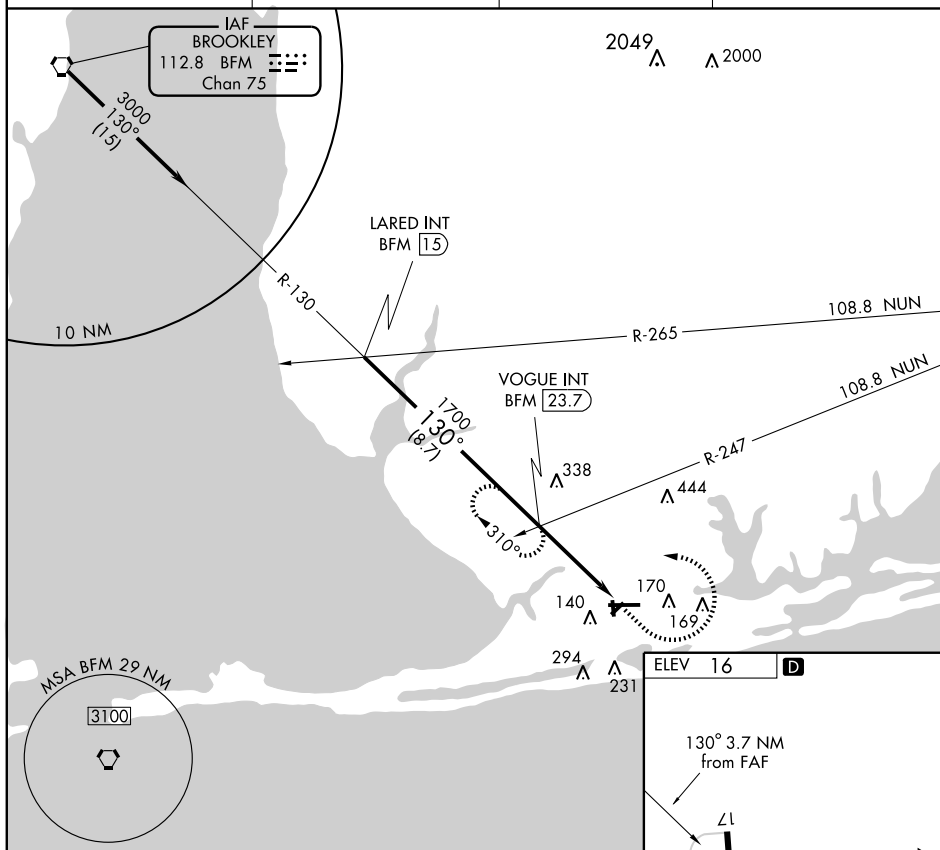 IAF
BROOKLEY
112.8 BFM
Chan 75
2049
2000
3000
130°
(15)
LARED INT
BFM 15
R-130
10 NM
108.8 NUN
R-265
VOGUE INT
BFM 23.7
108.8 NUN
R-247
1700
130°
(8.7)
338
444
310°
170
140
169
294
231
MSA BFM 29 NM
3100
ELEV 16 D
130° 3.7 NM
from FAF
17